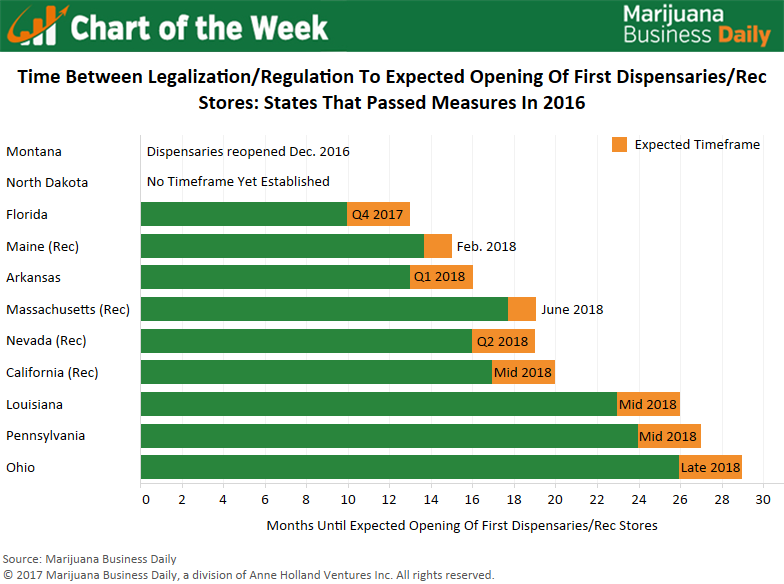 Chart of the Week
Marijuana
Business Daily
Time Between Legalization/Regulation To Expected Opening Of First Dispensaries/Rec
Stores: States That Passed Measures In 2016
Expected Timeframe
Montana Dispensaries reopened Dec. 2016
North Dakota No Timeframe Yet Established
Florida Q4 2017
Maine (Rec) Feb. 2018
Arkansas Q1 2018
Massachusetts (Rec) June 2018
Nevada (Rec) Q2 2018
California (Rec) Mid 2018
Louisiana Mid 2018
Pennsylvania Mid 2018
Ohio Late 2018
0 2 4 6 8 10 12 14 16 18 20 22 24 26 28 30
Months Until Expected Opening Of First Dispensaries/Rec Stores
Source: Marijuana Business Daily
© 2017 Marijuana Business Daily, a division of Anne Holland Ventures Inc. All rights reserved.